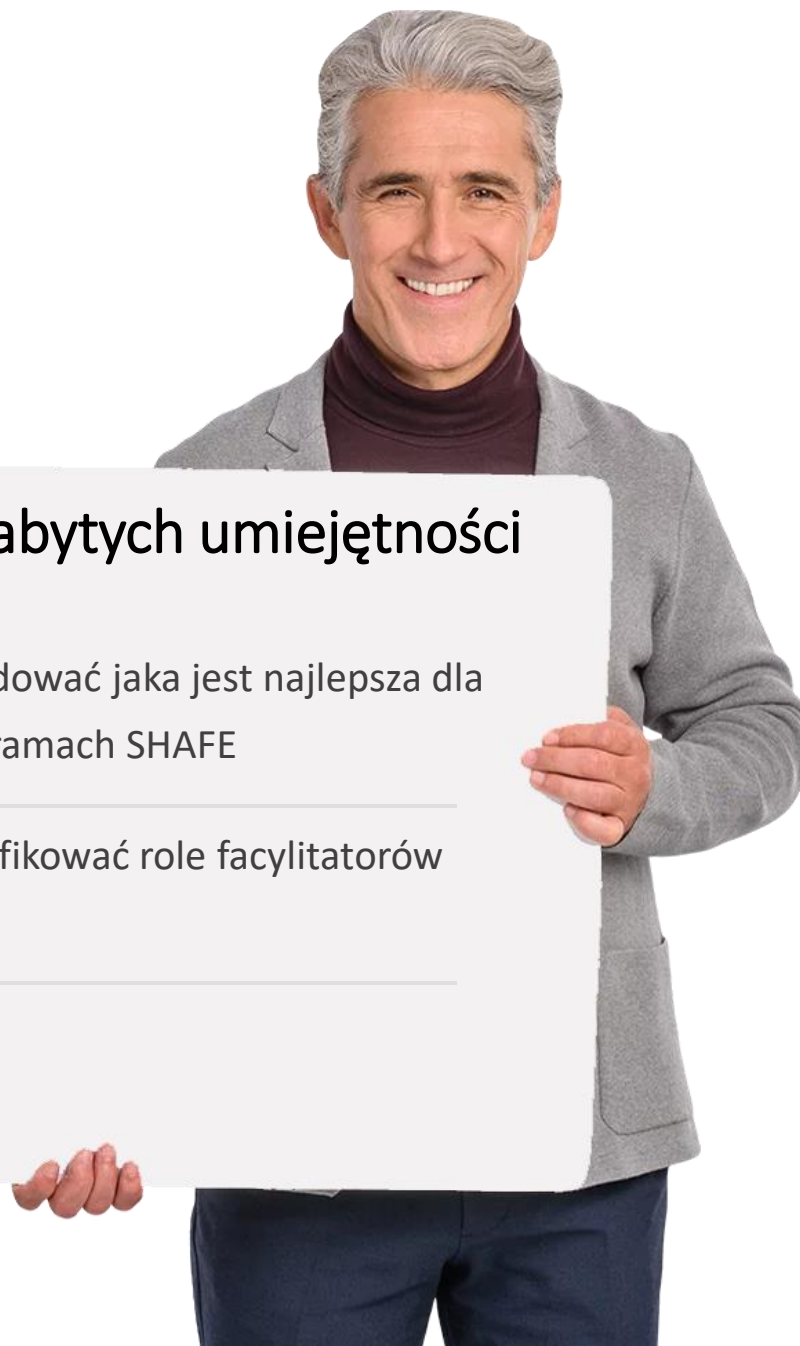 abytych umiejętności
dować jaka jest najlepsza dla
ramach SHAFE
fikować role facylitatorów